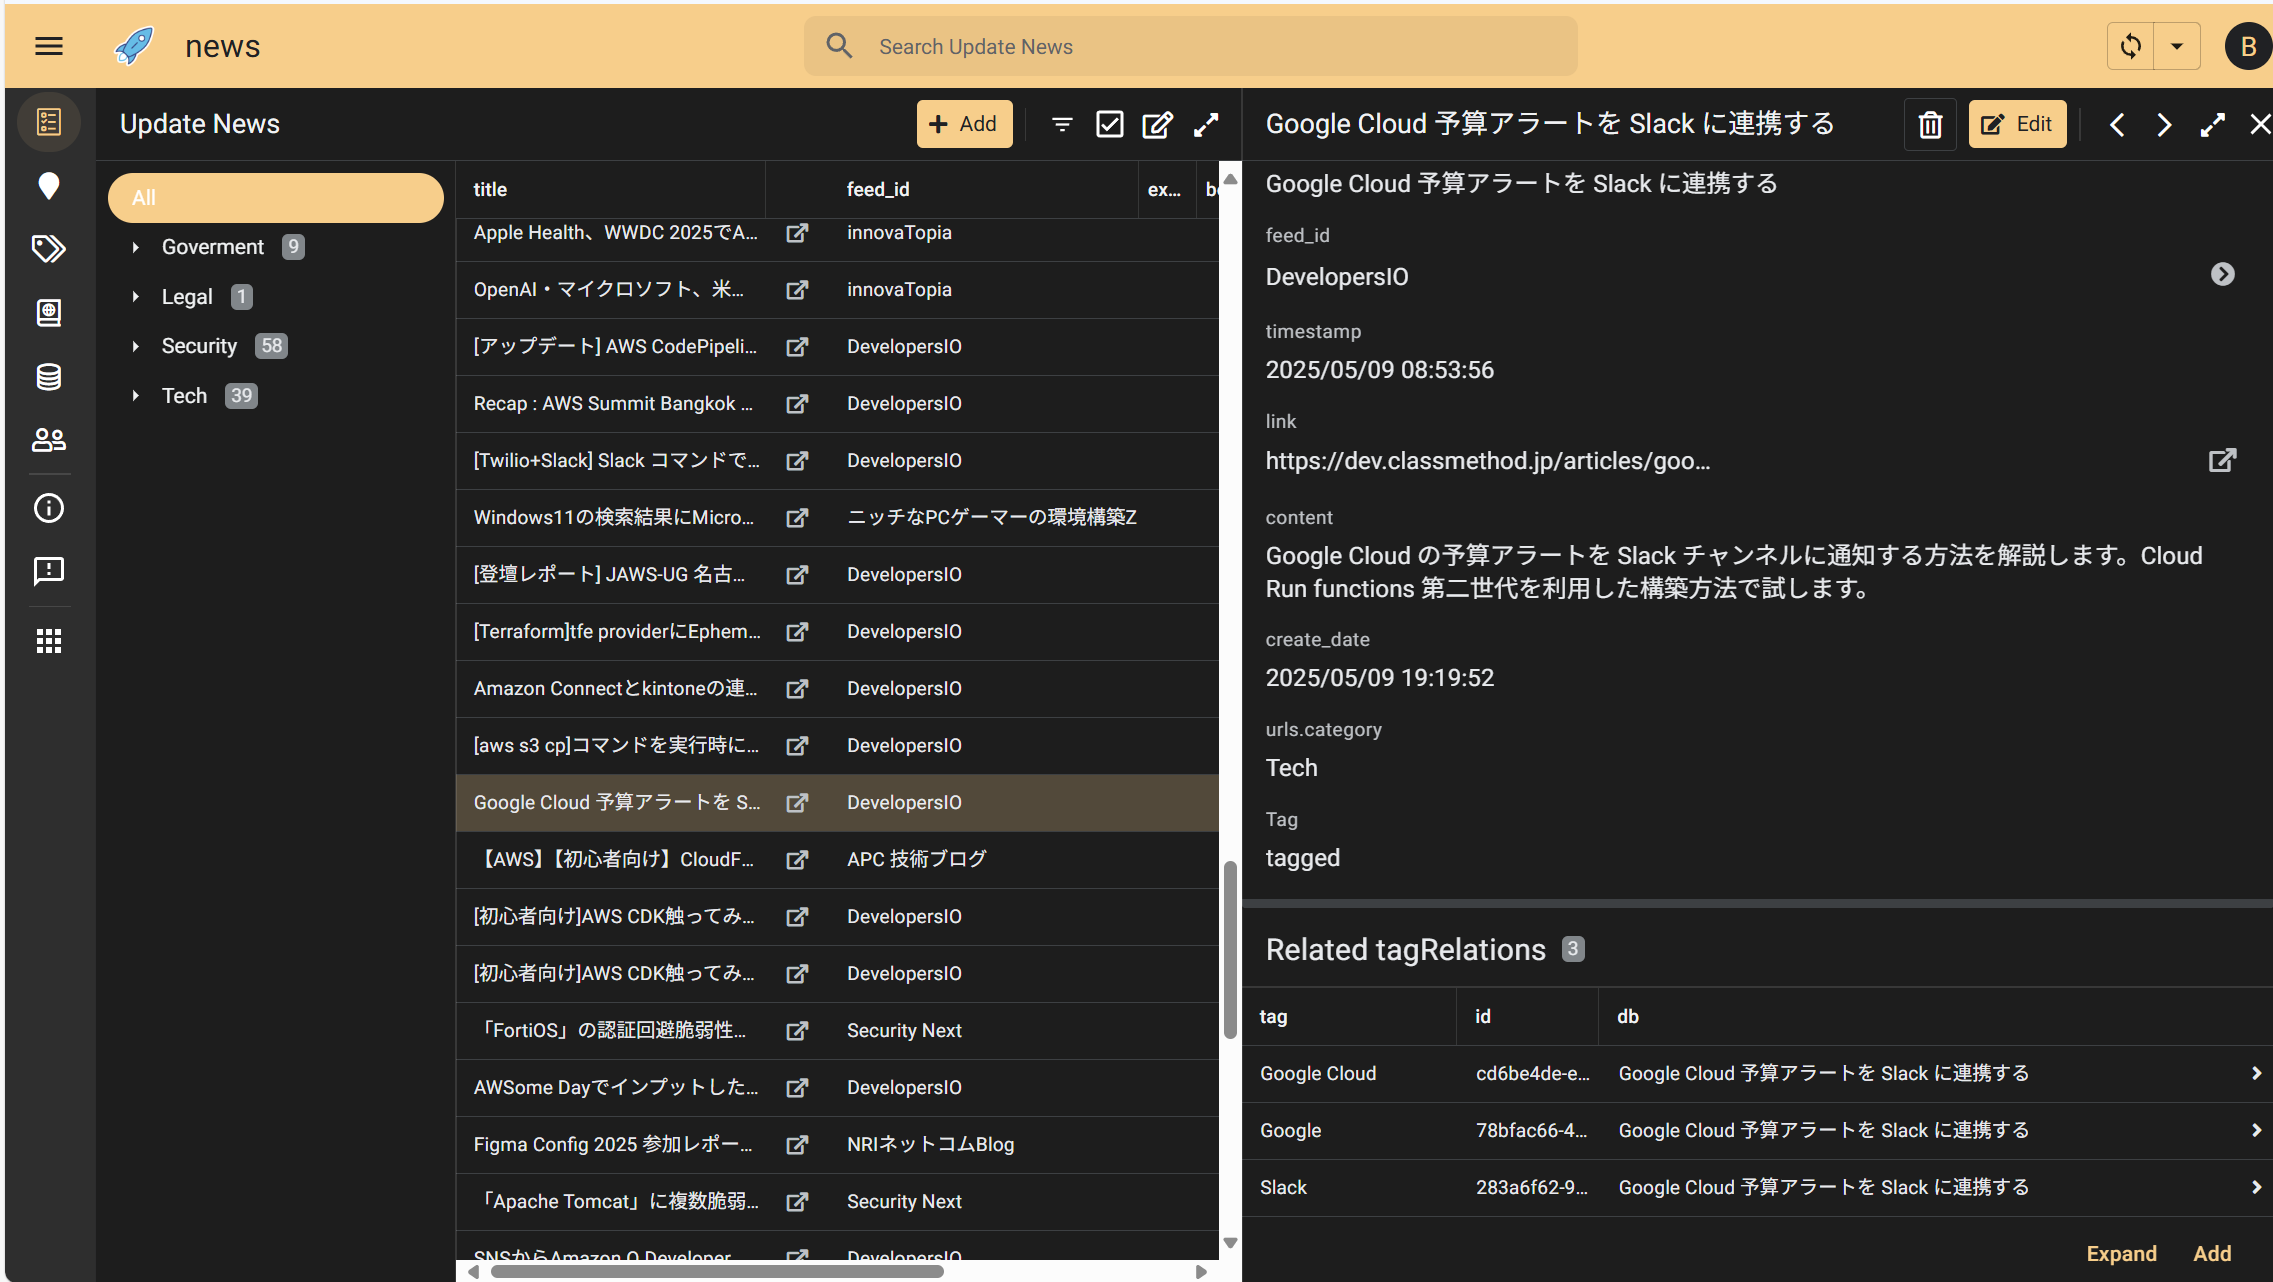 news
Search Update News
B
Update News
Add
Google Cloud 予算アラートを Slack に連携する
Edit
All
Goverment 9
Legal 1
Security 58
Tech 39
title feed_id ex...
Apple Health、WWDC 2025でA... innovaTopia
OpenAI・マイクロソフト、米... innovaTopia
[アップデート] AWS CodePipeli... DevelopersIO
Recap : AWS Summit Bangkok ... DevelopersIO
[Twilio+Slack] Slack コマンドで... DevelopersIO
Windows11の検索結果にMicro... ニッチなPCゲーマーの環境構築Z
[登壇レポート] JAWS-UG 名古... DevelopersIO
[Terraform]tfe providerにEphem... DevelopersIO
Amazon Connectとkintoneの連... DevelopersIO
[aws s3 cp]コマンドを実行時に... DevelopersIO
Google Cloud 予算アラートを S... DevelopersIO
【AWS】【初心者向け】CloudF... APC 技術ブログ
[初心者向け]AWS CDK触ってみ... DevelopersIO
[初心者向け]AWS CDK触ってみ... DevelopersIO
「FortiOS」の認証回避脆弱性... Security Next
AWSome Dayでインプットした... DevelopersIO
Figma Config 2025 参加レポー... NRIネットコムBlog
「Apache Tomcat」に複数脆弱... Security Next
SNSからAmazon Q Developer DevelopersIO
Google Cloud 予算アラートを Slack に連携する
feed_id
DevelopersIO
timestamp
2025/05/09 08:53:56
link
https://dev.classmethod.jp/articles/goo...
content
Google Cloud の予算アラートを Slack チャンネルに通知する方法を解説します。Cloud
Run functions 第二世代を利用した構築方法で試します。
create_date
2025/05/09 19:19:52
urls.category
Tech
Tag
tagged
Related tagRelations 3
tag id db
Google Cloud cd6be4de-e... Google Cloud 予算アラートを Slack に連携する
Google 78bfac66-4... Google Cloud 予算アラートを Slack に連携する
Slack 283a6f62-9... Google Cloud 予算アラートを Slack に連携する
Expand Add